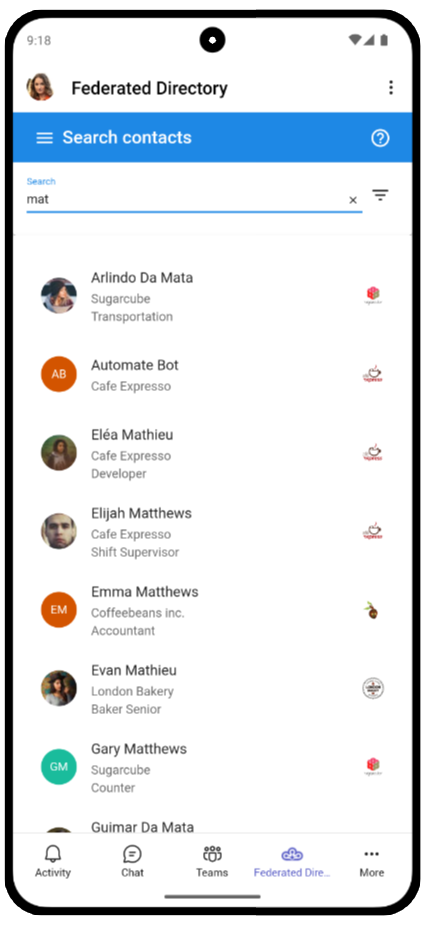 9:18
Federated Directory
Search contacts
Search
mat
Arlindo Da Mata
Sugarcube
Transportation
AB
Automate Bot
Cafe Expresso
Eléa Mathieu
Cafe Expresso
Developer
Elijah Matthews
Cafe Expresso
Shift Supervisor
EM
Emma Matthews
Coffeebeans inc.
Accountant
Evan Mathieu
London Bakery
Baker Senior
GM
Gary Matthews
Sugarcube
Counter
Guimar Da Mata
Activity
Chat
Teams
Federated Dire...
More